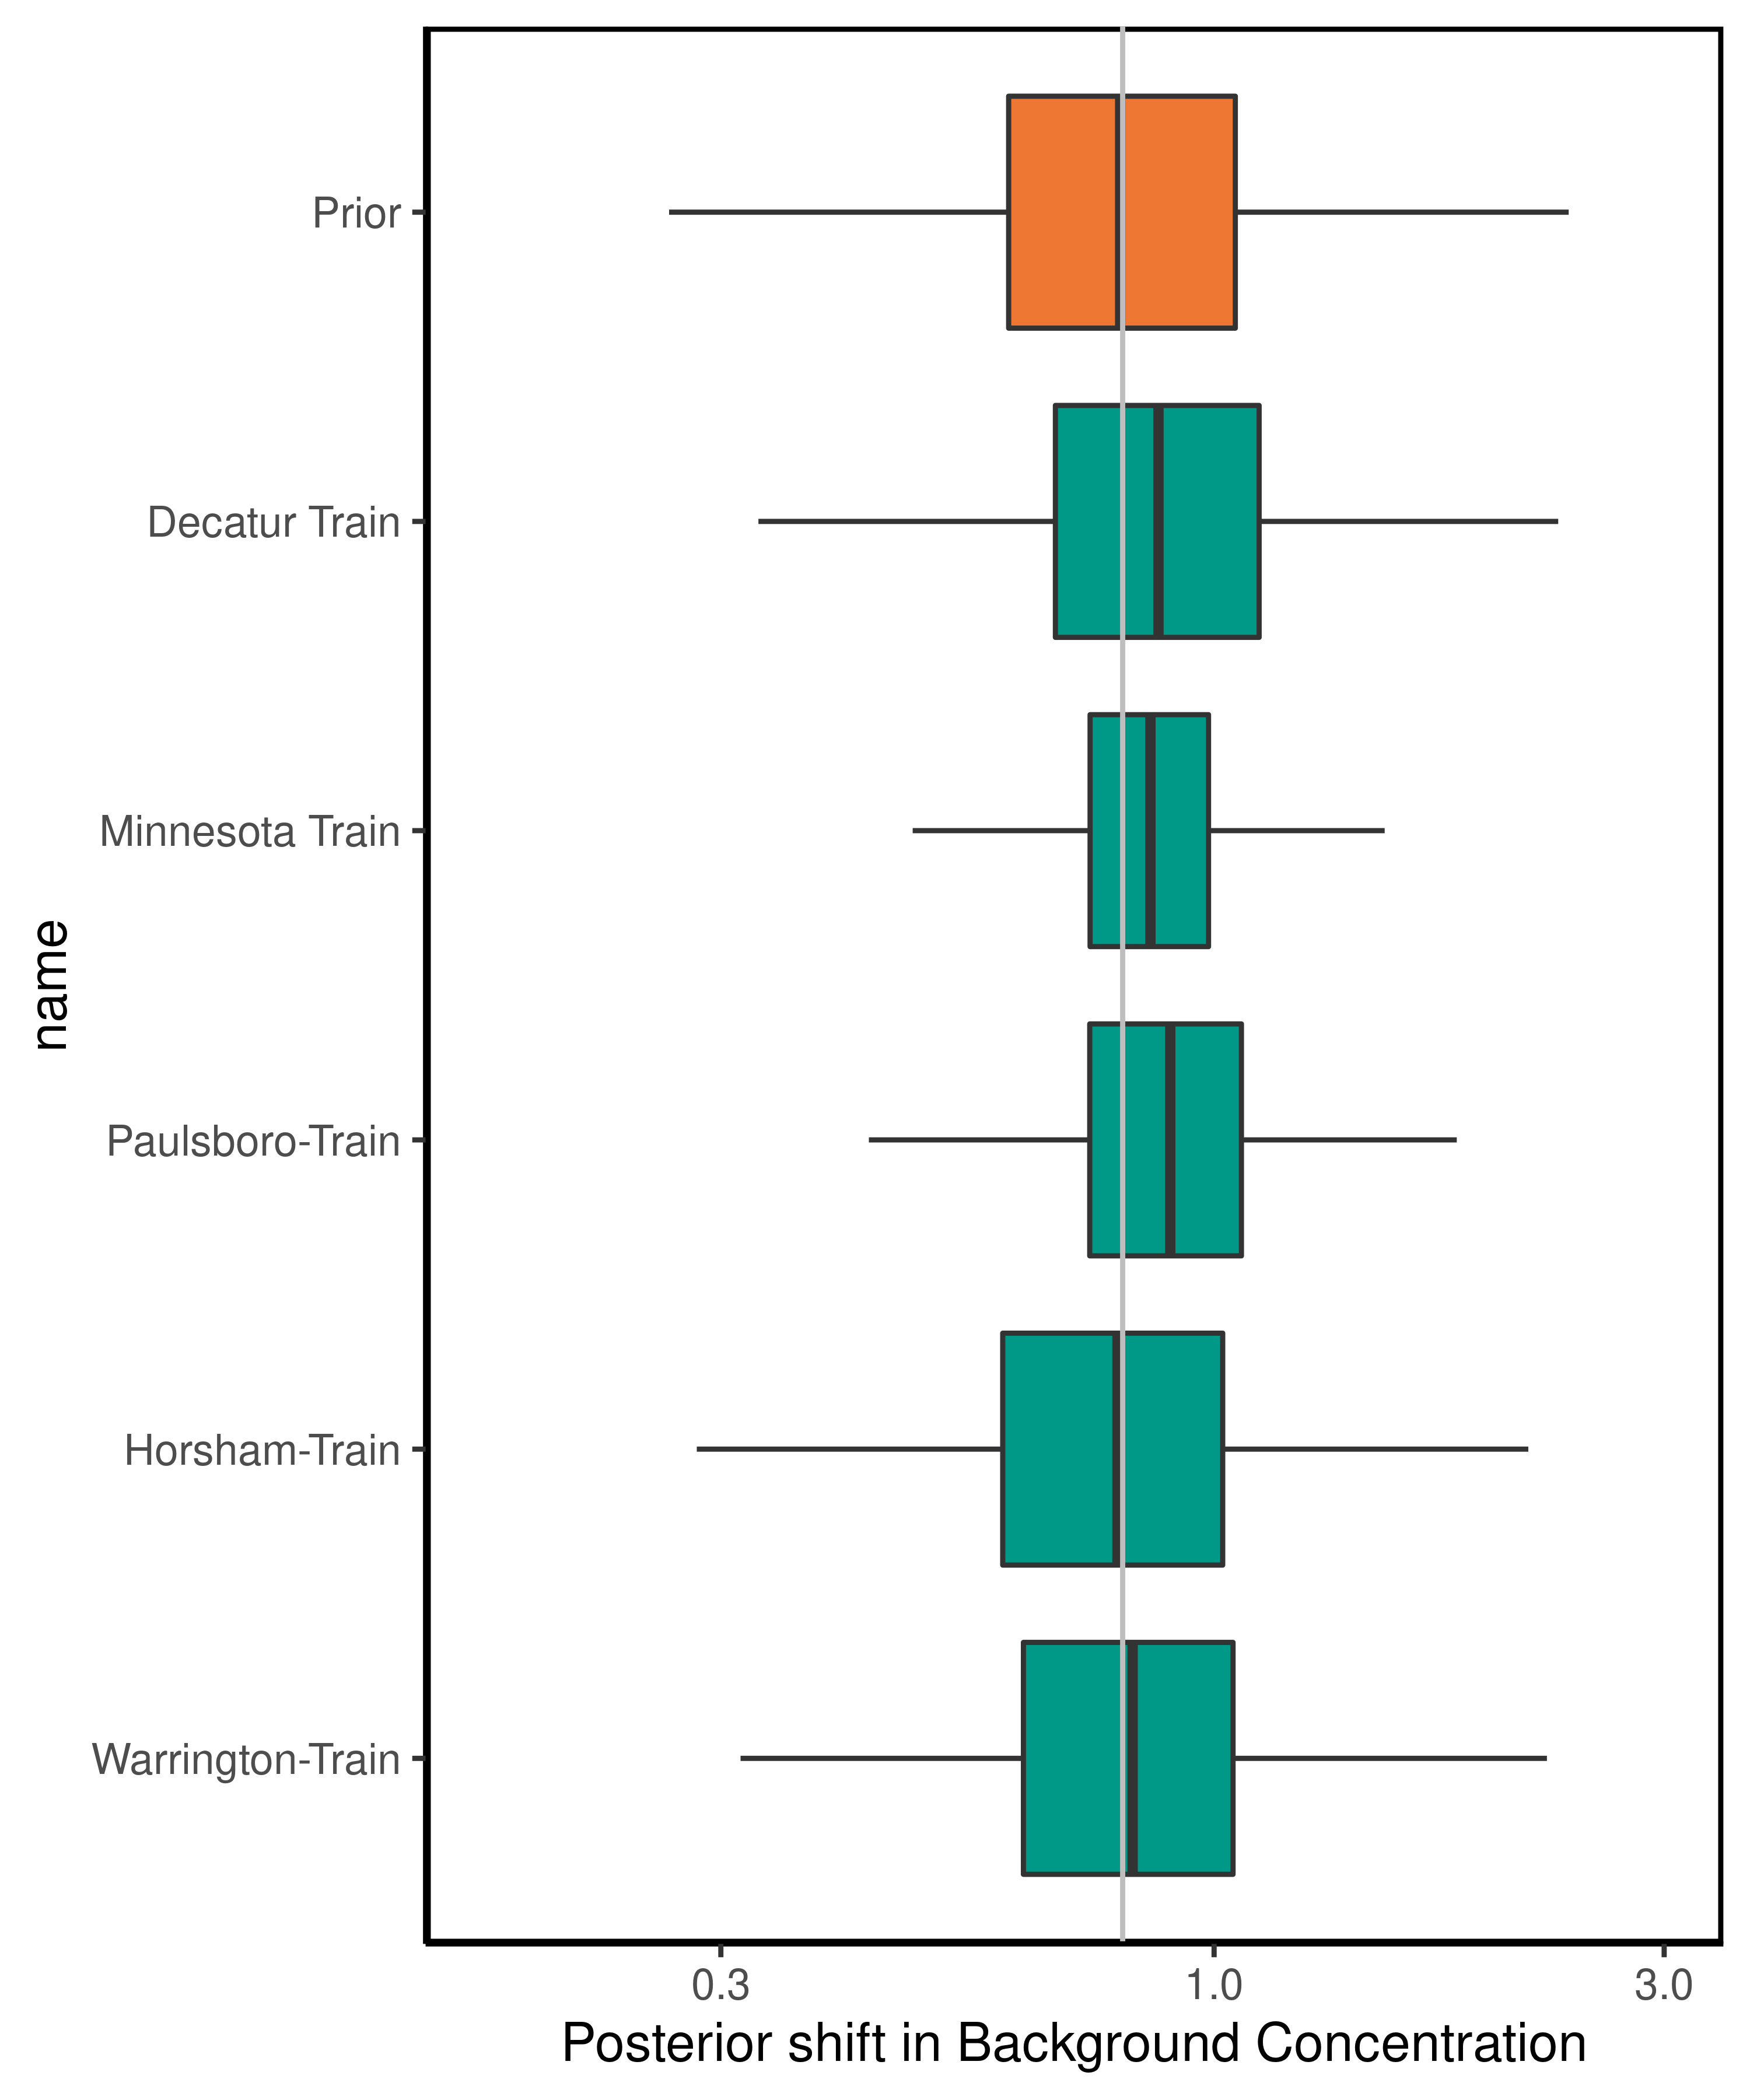 Prior
Decatur Train
Minnesota Train
name
Paulsboro-Train
Horsham-Train
Warrington-Train
0.3 1.0 3.0
Posterior shift in Background Concentration